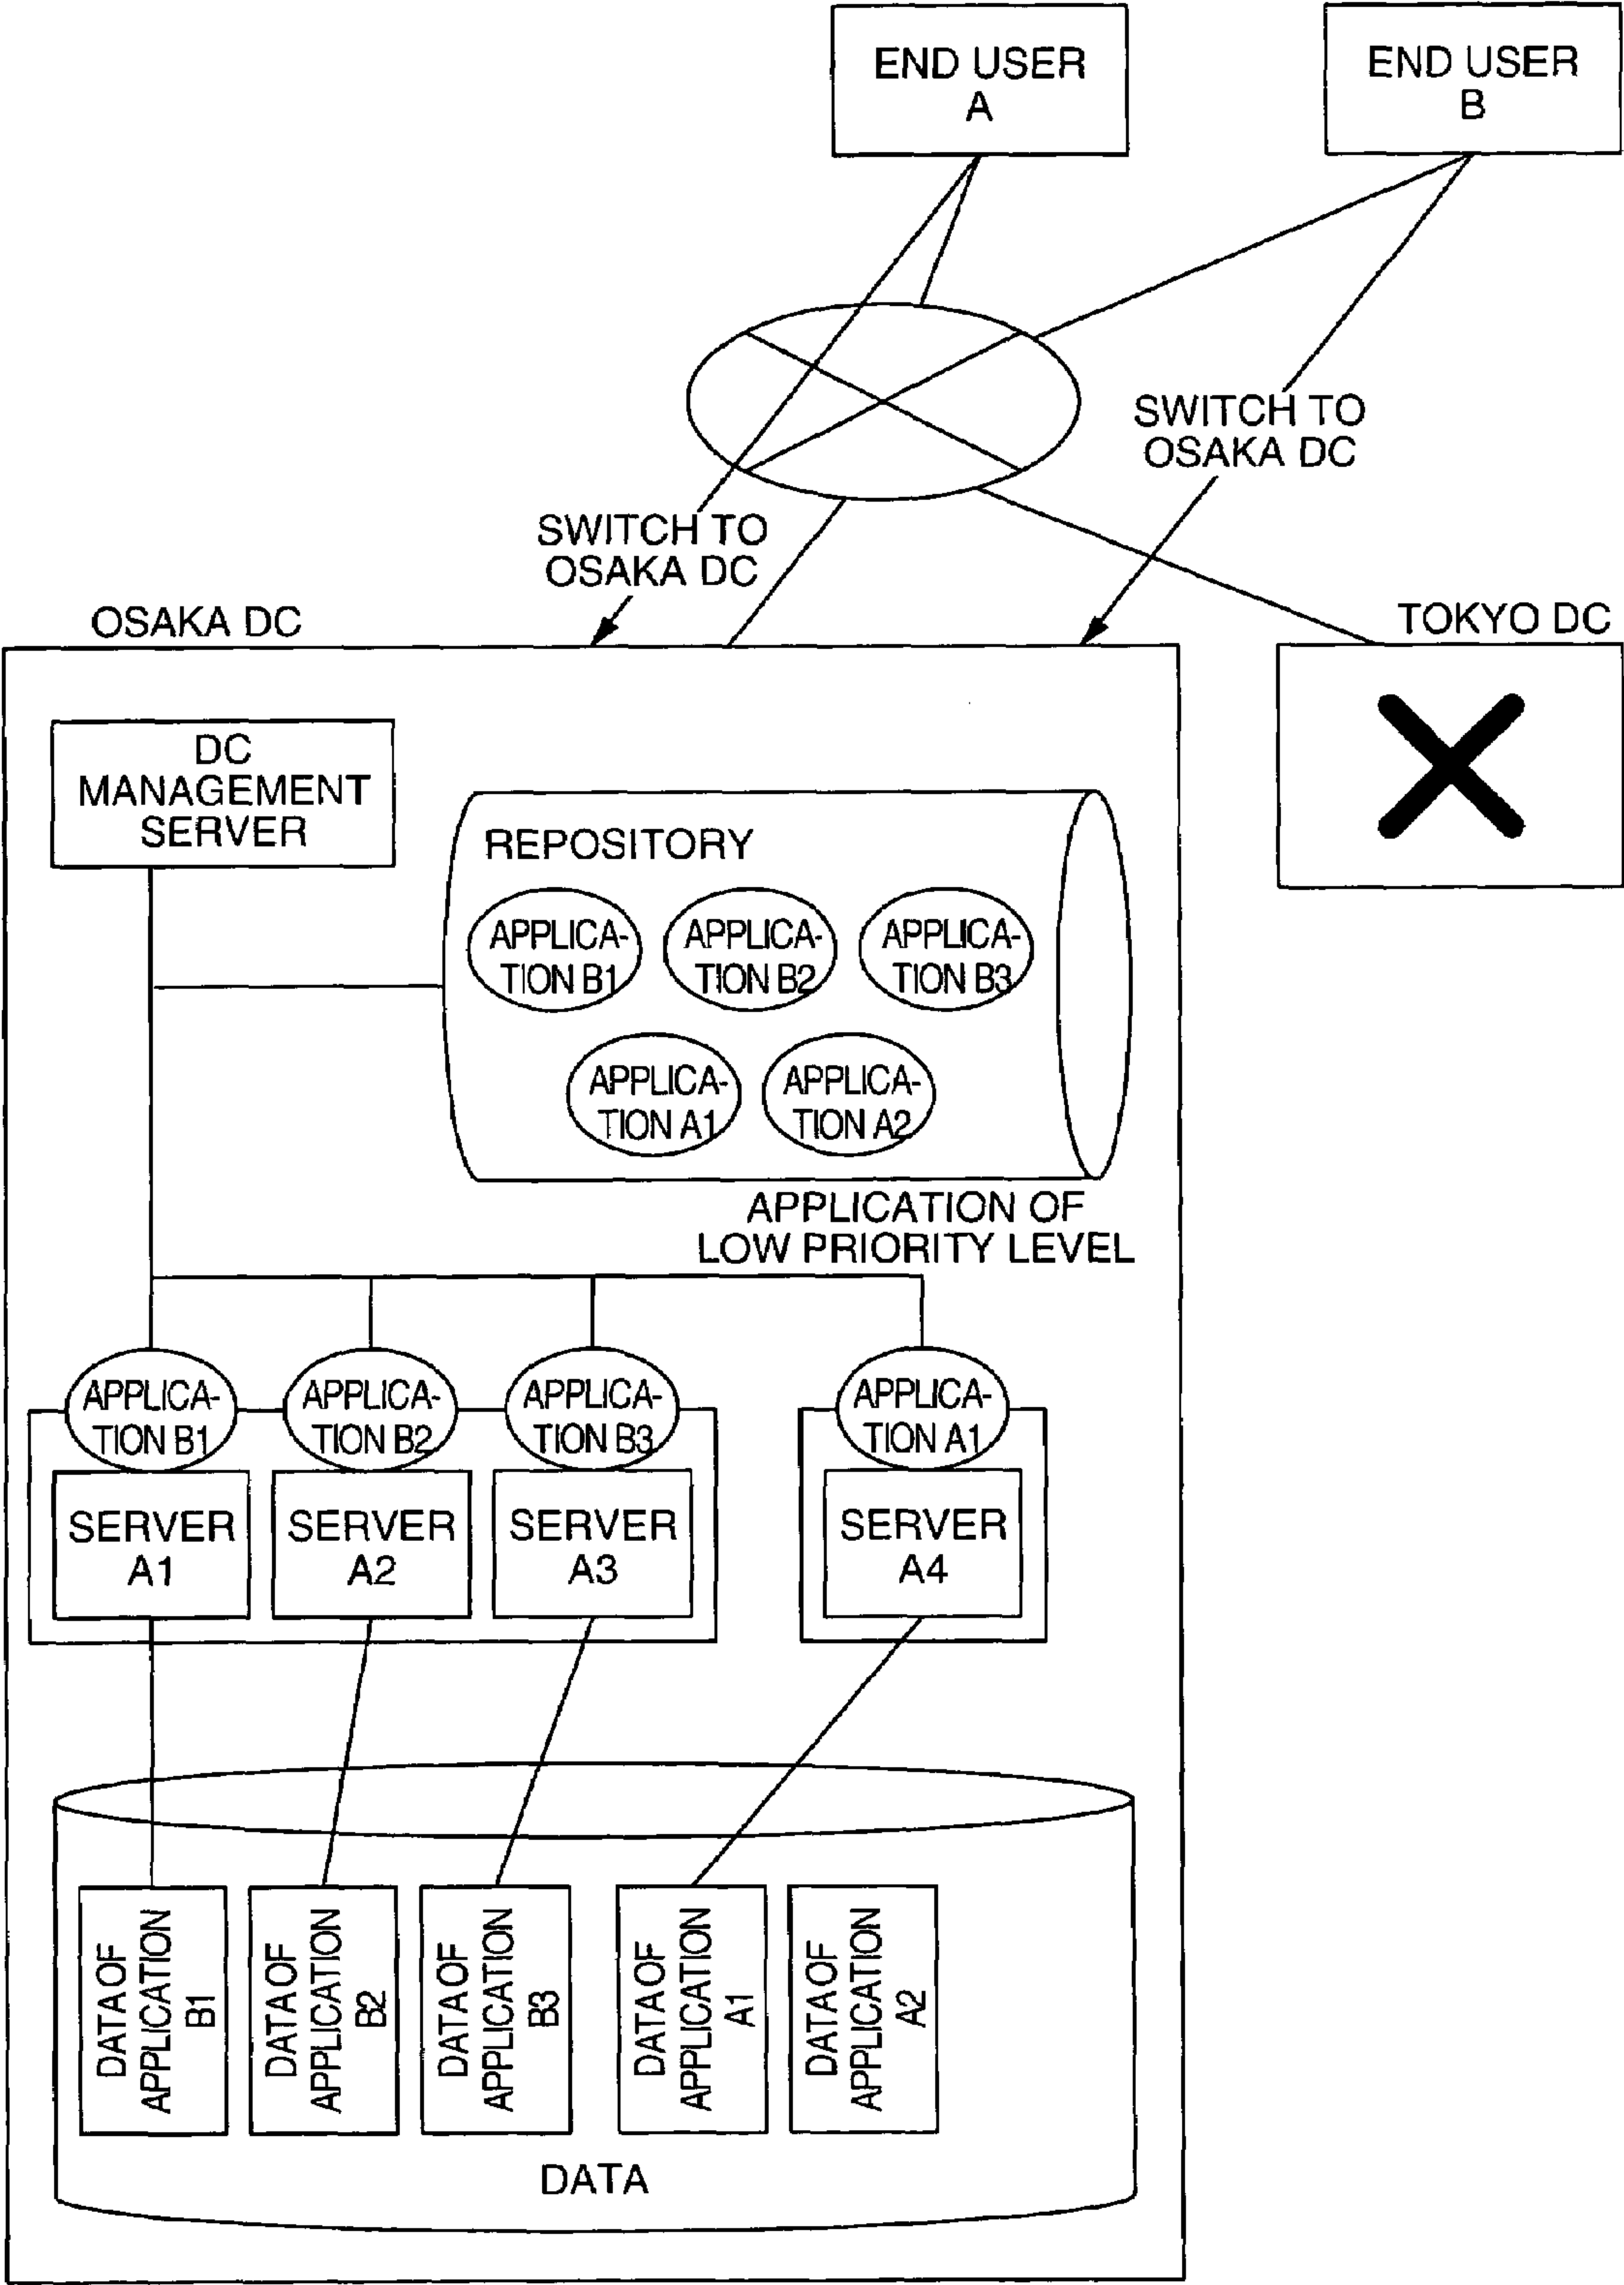 END USER
A
END USER
B
SWITCH TO
OSAKA DC
SWITCH TO
OSAKA DC
OSAKA DC
TOKYO DC
DC
MANAGEMENT
SERVER
REPOSITORY
APPLICA-
TION B1
APPLICA-
TION B2
APPLICA-
TION B3
APPLICA-
TION A1
APPLICA-
TION A2
APPLICATION OF
LOW PRIORITY LEVEL
APPLICA-
TION B1
APPLICA-
TION B2
APPLICA-
TION B3
APPLICA-
TION A1
SERVER
A1
SERVER
A2
SERVER
A3
SERVER
A4
DATA OF
APPLICATION
B1
DATA OF
APPLICATION
B2
DATA OF
APPLICATION
B3
DATA OF
APPLICATION
A1
DATA OF
APPLICATION
A2
DATA